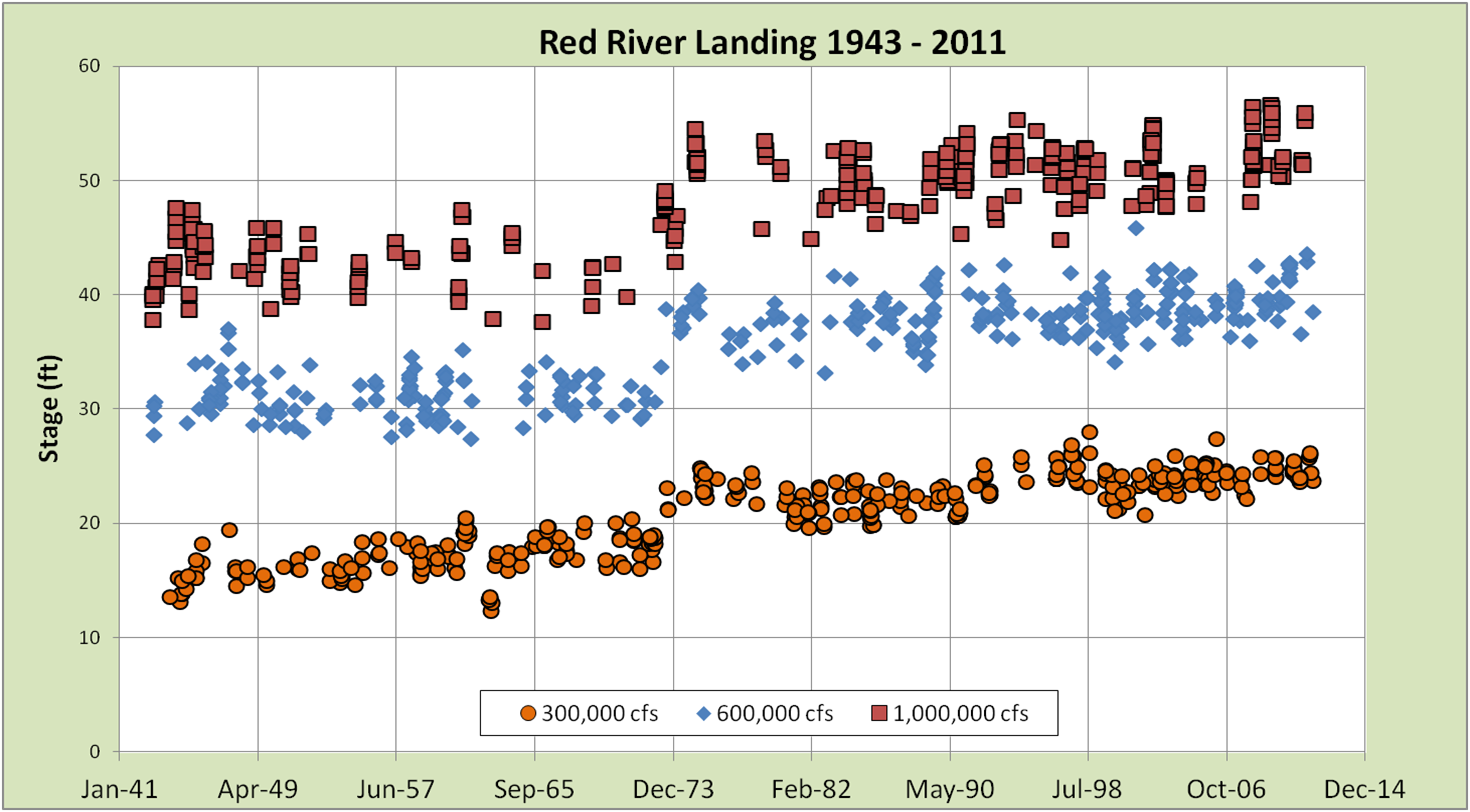 Red River Landing 1943 - 2011
60
50
40
30
20
10
0
Stage (ft)
300,000 cfs 600,000 cfs 1,000,000 cfs
Jan-41 Apr-49 Jun-57 Sep-65 Dec-73 Feb-82 May-90 Jul-98 Oct-06 Dec-14